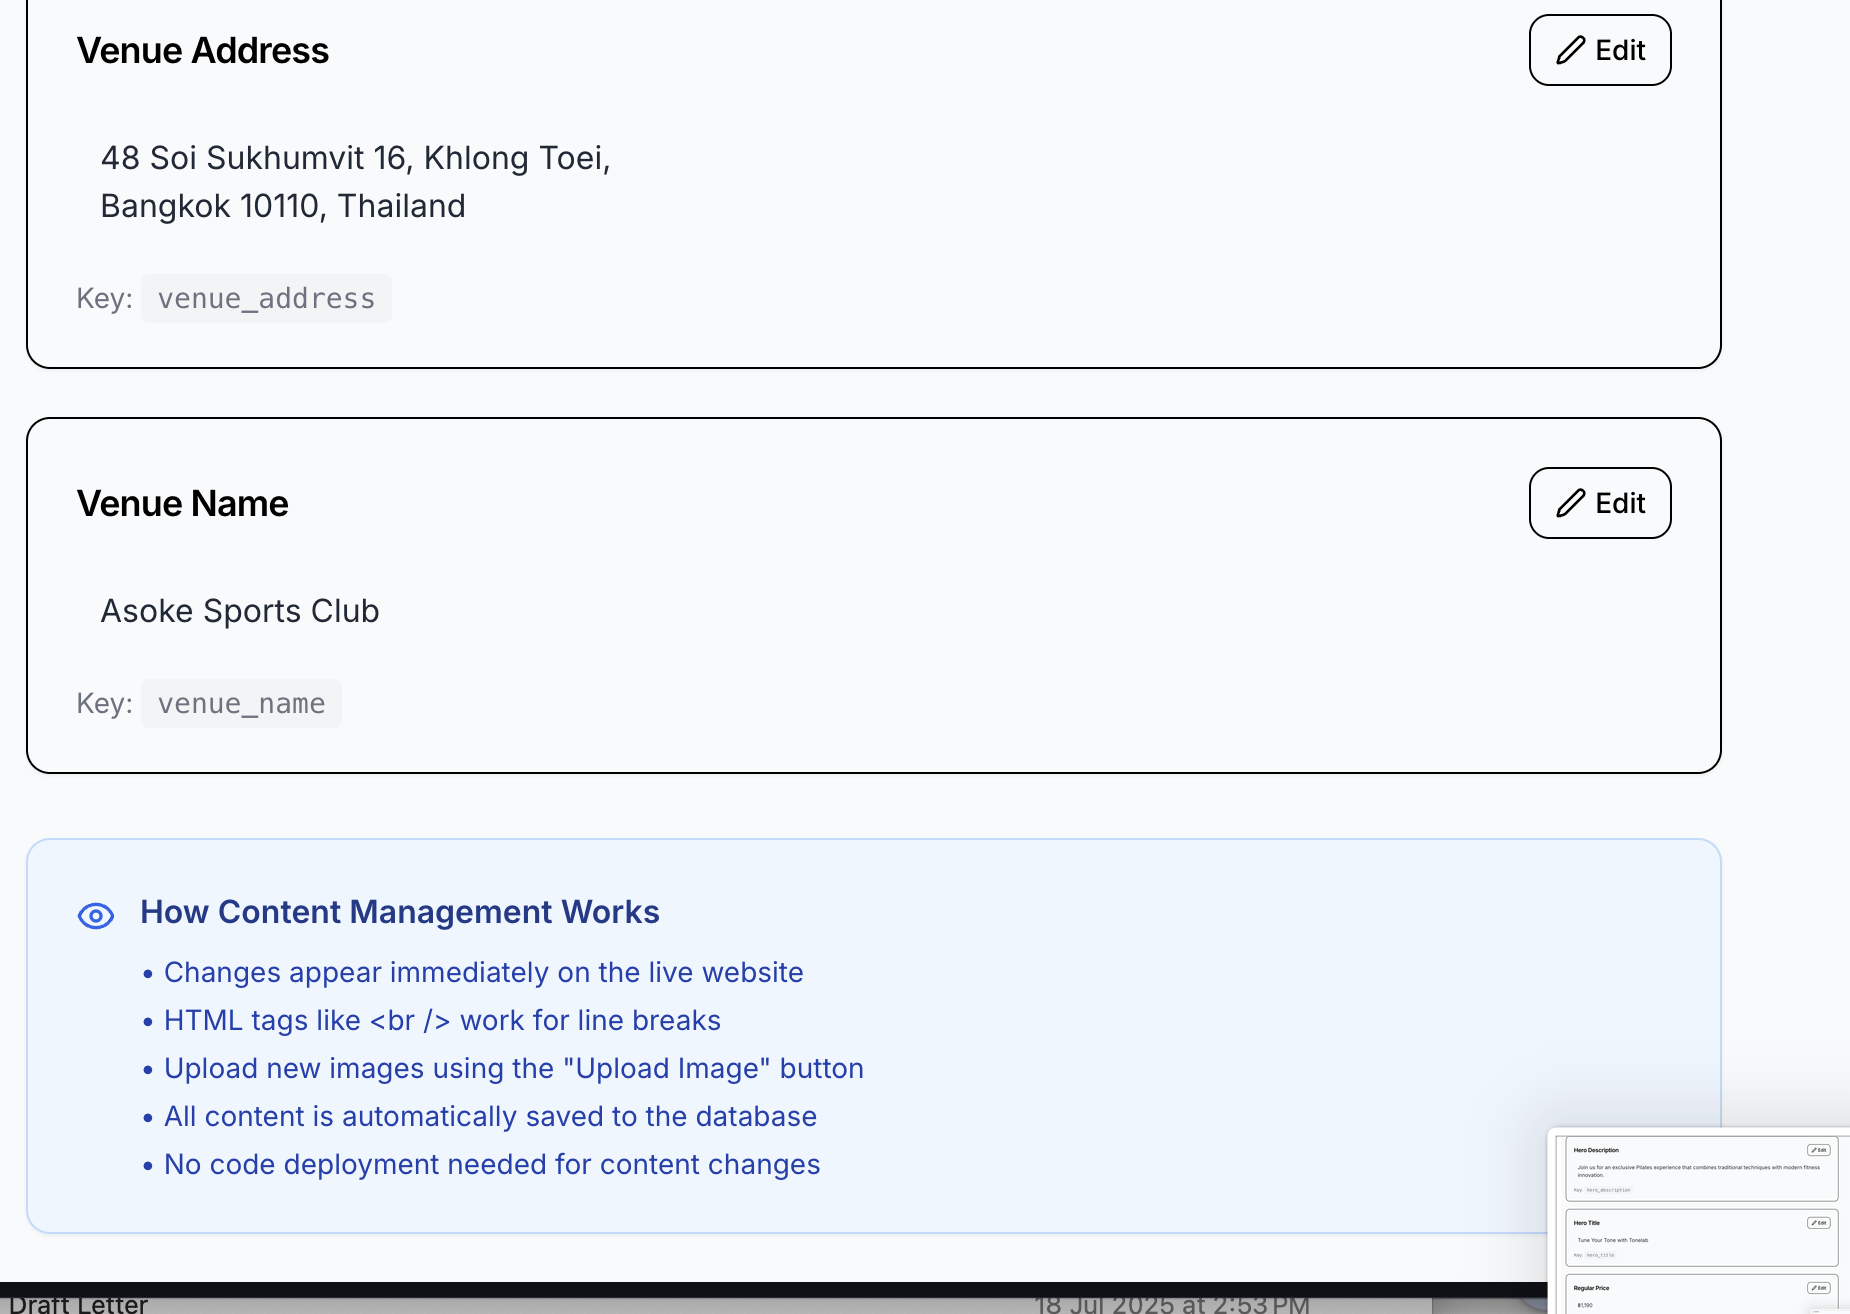 Venue Address
Edit
48 Soi Sukhumvit 16, Khlong Toei,
Bangkok 10110, Thailand
Key: venue_address
Venue Name
Edit
Asoke Sports Club
Key: venue_name
How Content Management Works
• Changes appear immediately on the live website
• HTML tags like <br /> work for line breaks
• Upload new images using the "Upload Image" button
• All content is automatically saved to the database
• No code deployment needed for content changes
Hero Description
Edit
Join us for an exclusive Pilates experience that combines traditional techniques with modern fitness
innovation.
Key hero_description
Hero Title
Edit
Tune Your Tone with Tonelab
Key hero_title
Regular Price
Edit
฿1,190
Draft Letter
18 Jul 2025 at 2:53 PM